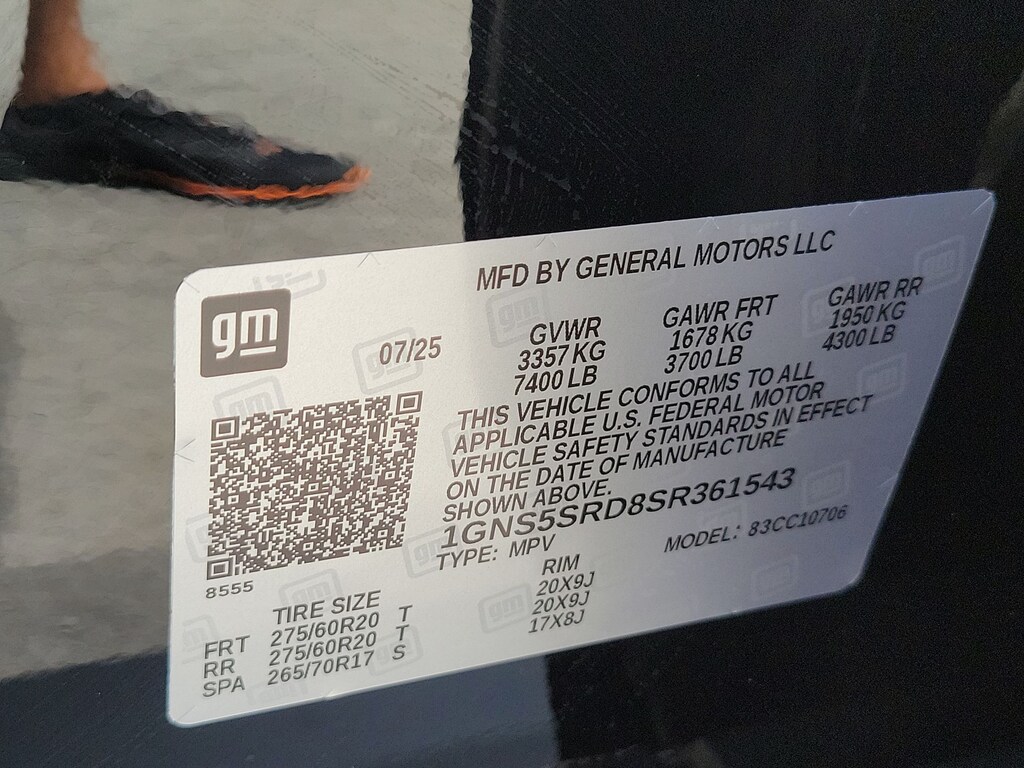 MFD BY GENERAL MOTORS LLC
gm
07/25
GVWR GAWR FRT GAWR RR
3357 KG 1678 KG 1950 KG
7400 LB 3700 LB 4300 LB
THIS VEHICLE CONFORMS TO ALL
APPLICABLE U.S. FEDERAL MOTOR
VEHICLE SAFETY STANDARDS IN EFFECT
ON THE DATE OF MANUFACTURE
SHOWN ABOVE.
1GNS5SRD8SR361543
TYPE: MPV MODEL: 83CC10706
8555
TIRE SIZE RIM
FRT 275/60R20 T 20X9J
RR 275/60R20 T 20X9J
SPA 265/70R17 S 17X8J